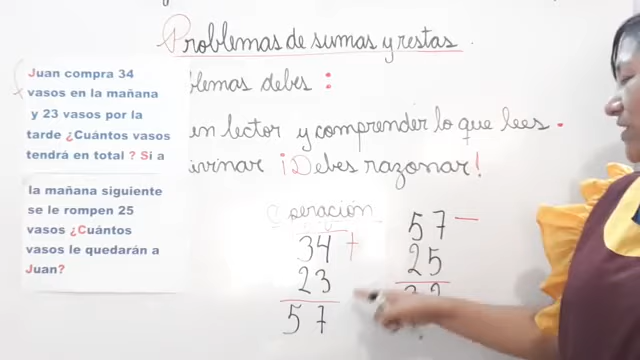 Problemas de sumas y restas
blemas debes :
un lector y comprender lo que lees.
ivinar ¡Debes razonar!
Juan compra 34
vasos en la mañana
y 23 vasos por la
tarde ¿Cuántos vasos
tendrá en total ? Si a
la mañana siguiente
se le rompen 25
vasos ¿Cuántos
vasos le quedarán a
Juan?
Operación
34 +
23
57
57 —
25